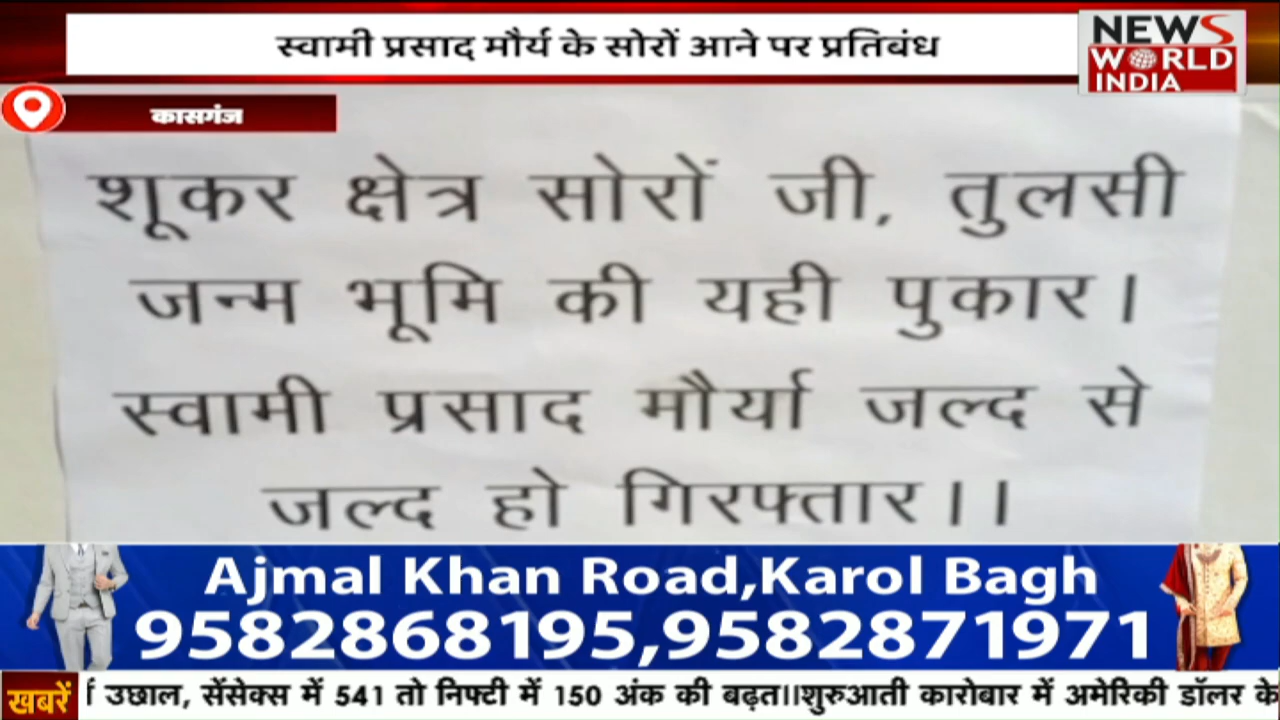 स्वामी प्रसाद मौर्य के सोरों आने पर प्रतिबंध
NEWS
WORLD
INDIA
कासगंज
शूकर क्षेत्र सोरों जी, तुलसी
जन्म भूमि की यही पुकार।
स्वामी प्रसाद मौर्या जल्द से
जल्द हो गिरफ्तार।।
Ajmal Khan Road,Karol Bagh
9582868195,9582871971
खबरें उछाल, सेंसेक्स में 541 तो निफ्टी में 150 अंक की बढ़त।।शुरुआती कारोबार में अमेरिकी डॉलर के